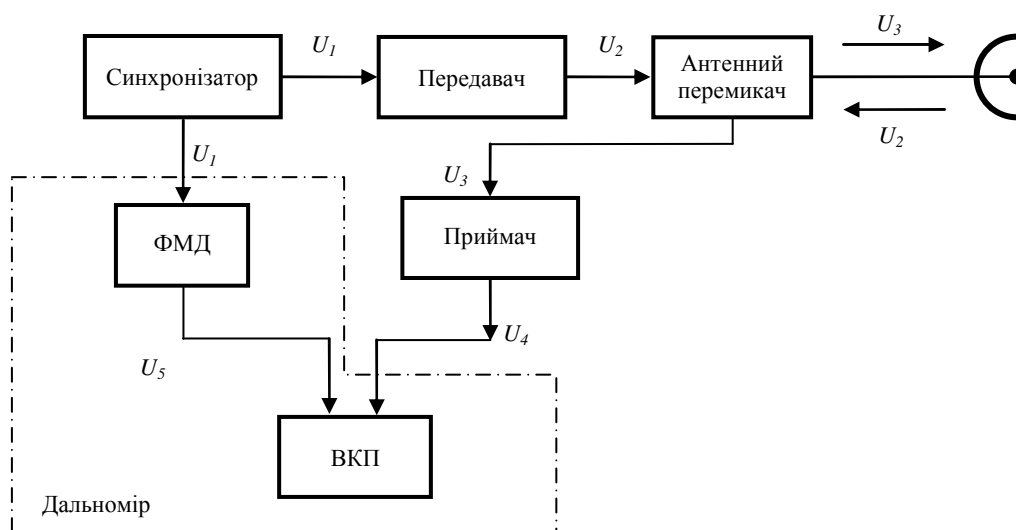 U1
U2
U3
Синхронізатор
Передавач
Антенний
перемикач
U2
U1
U3
ФМД
Приймач
U4
U5
ВКП
Дальномір